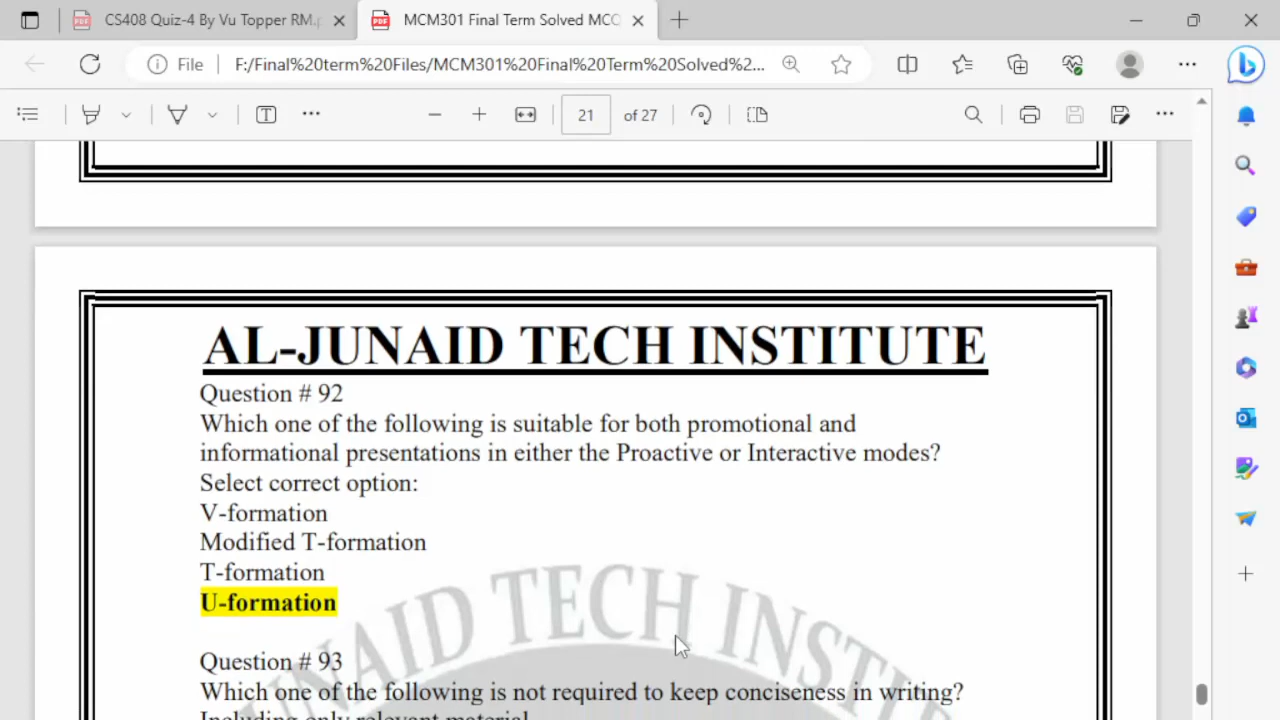 CS408 Quiz-4 By Vu Topper RM.p
MCM301 Final Term Solved MCQ
File
F:/Final%20term%20Files/MCM301%20Final%20Term%20Solved%2...
21 of 27
AL-JUNAID TECH INSTITUTE
Question # 92
Which one of the following is suitable for both promotional and
informational presentations in either the Proactive or Interactive modes?
Select correct option:
V-formation
Modified T-formation
T-formation
U-formation
UNAID TECH INSTITU
Question # 93
Which one of the following is not required to keep conciseness in writing?
Including only relevant material